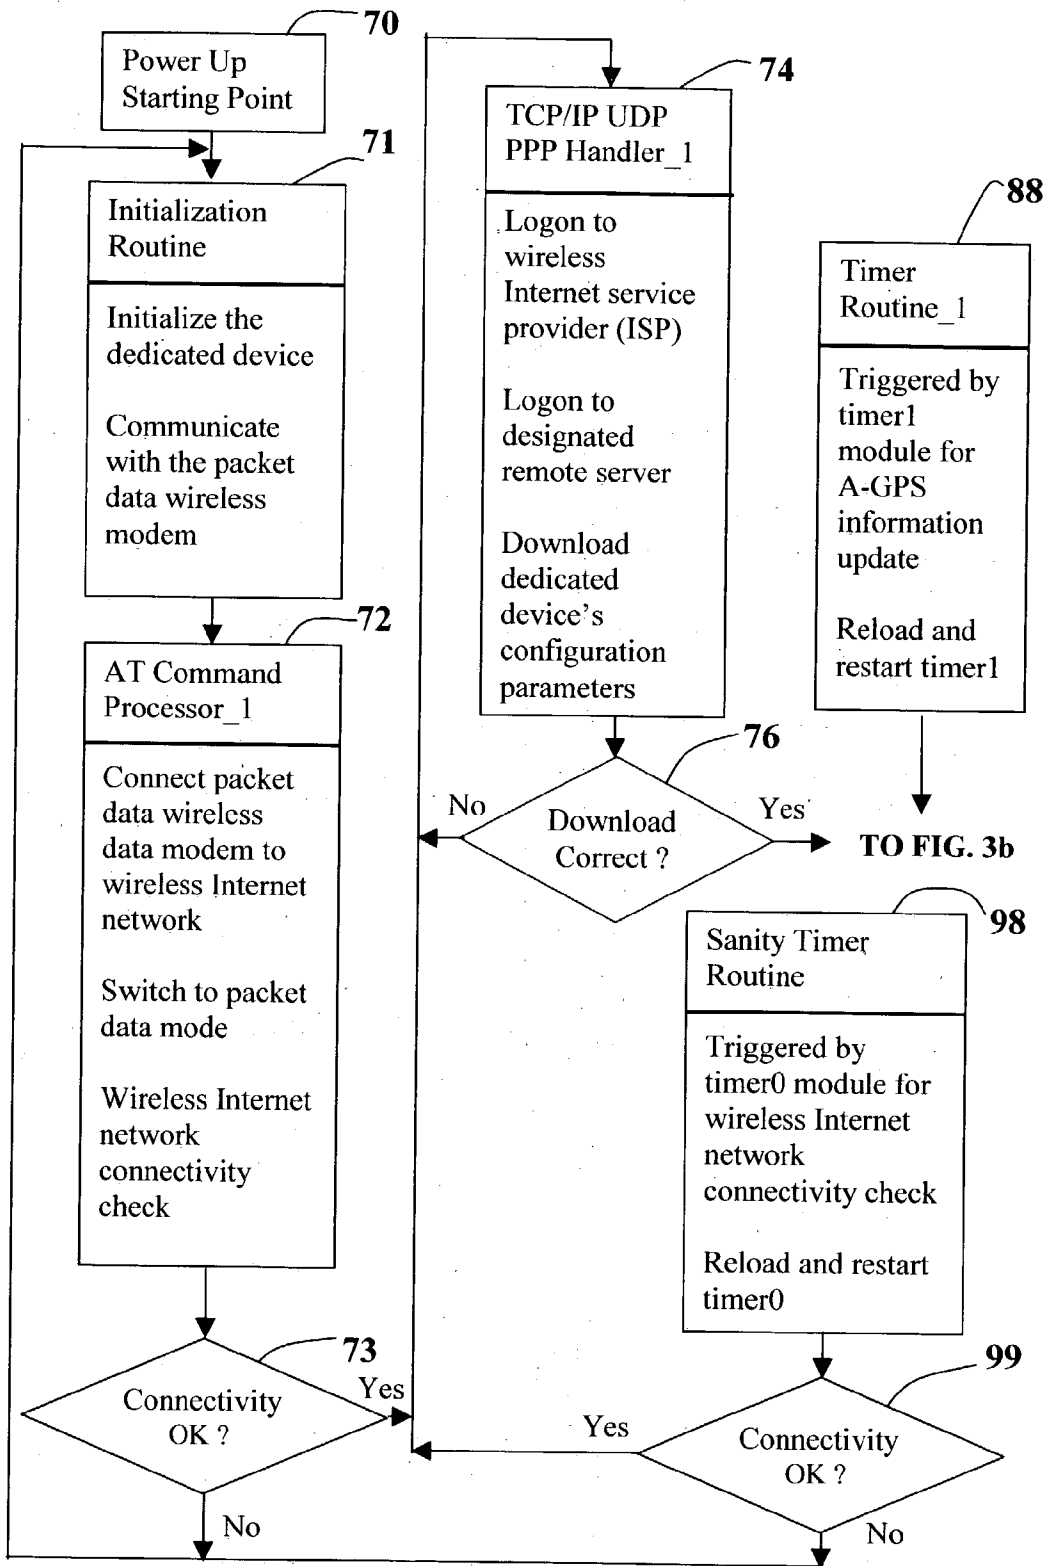 70
Power Up
Starting Point
71
Initialization
Routine
Initialize the
dedicated device
Communicate
with the packet
data wireless
modem
72
AT Command
Processor_1
Connect packet
data wireless
data modem to
wireless Internet
network
Switch to packet
data mode
Wireless Internet
network
connectivity
check
73
Connectivity
OK ?
Yes
No
74
TCP/IP UDP
PPP Handler_1
Logon to
wireless
Internet service
provider (ISP)
Logon to
designated
remote server
Download
dedicated
device's
configuration
parameters
76
Download
Correct ?
No
Yes
88
Timer
Routine_1
Triggered by
timer1
module for
A-GPS
information
update
Reload and
restart timer1
TO FIG. 3b
98
Sanity Timer
Routine
Triggered by
timer0 module for
wireless Internet
network
connectivity check
Reload and restart
timer0
99
Connectivity
OK ?
Yes
No